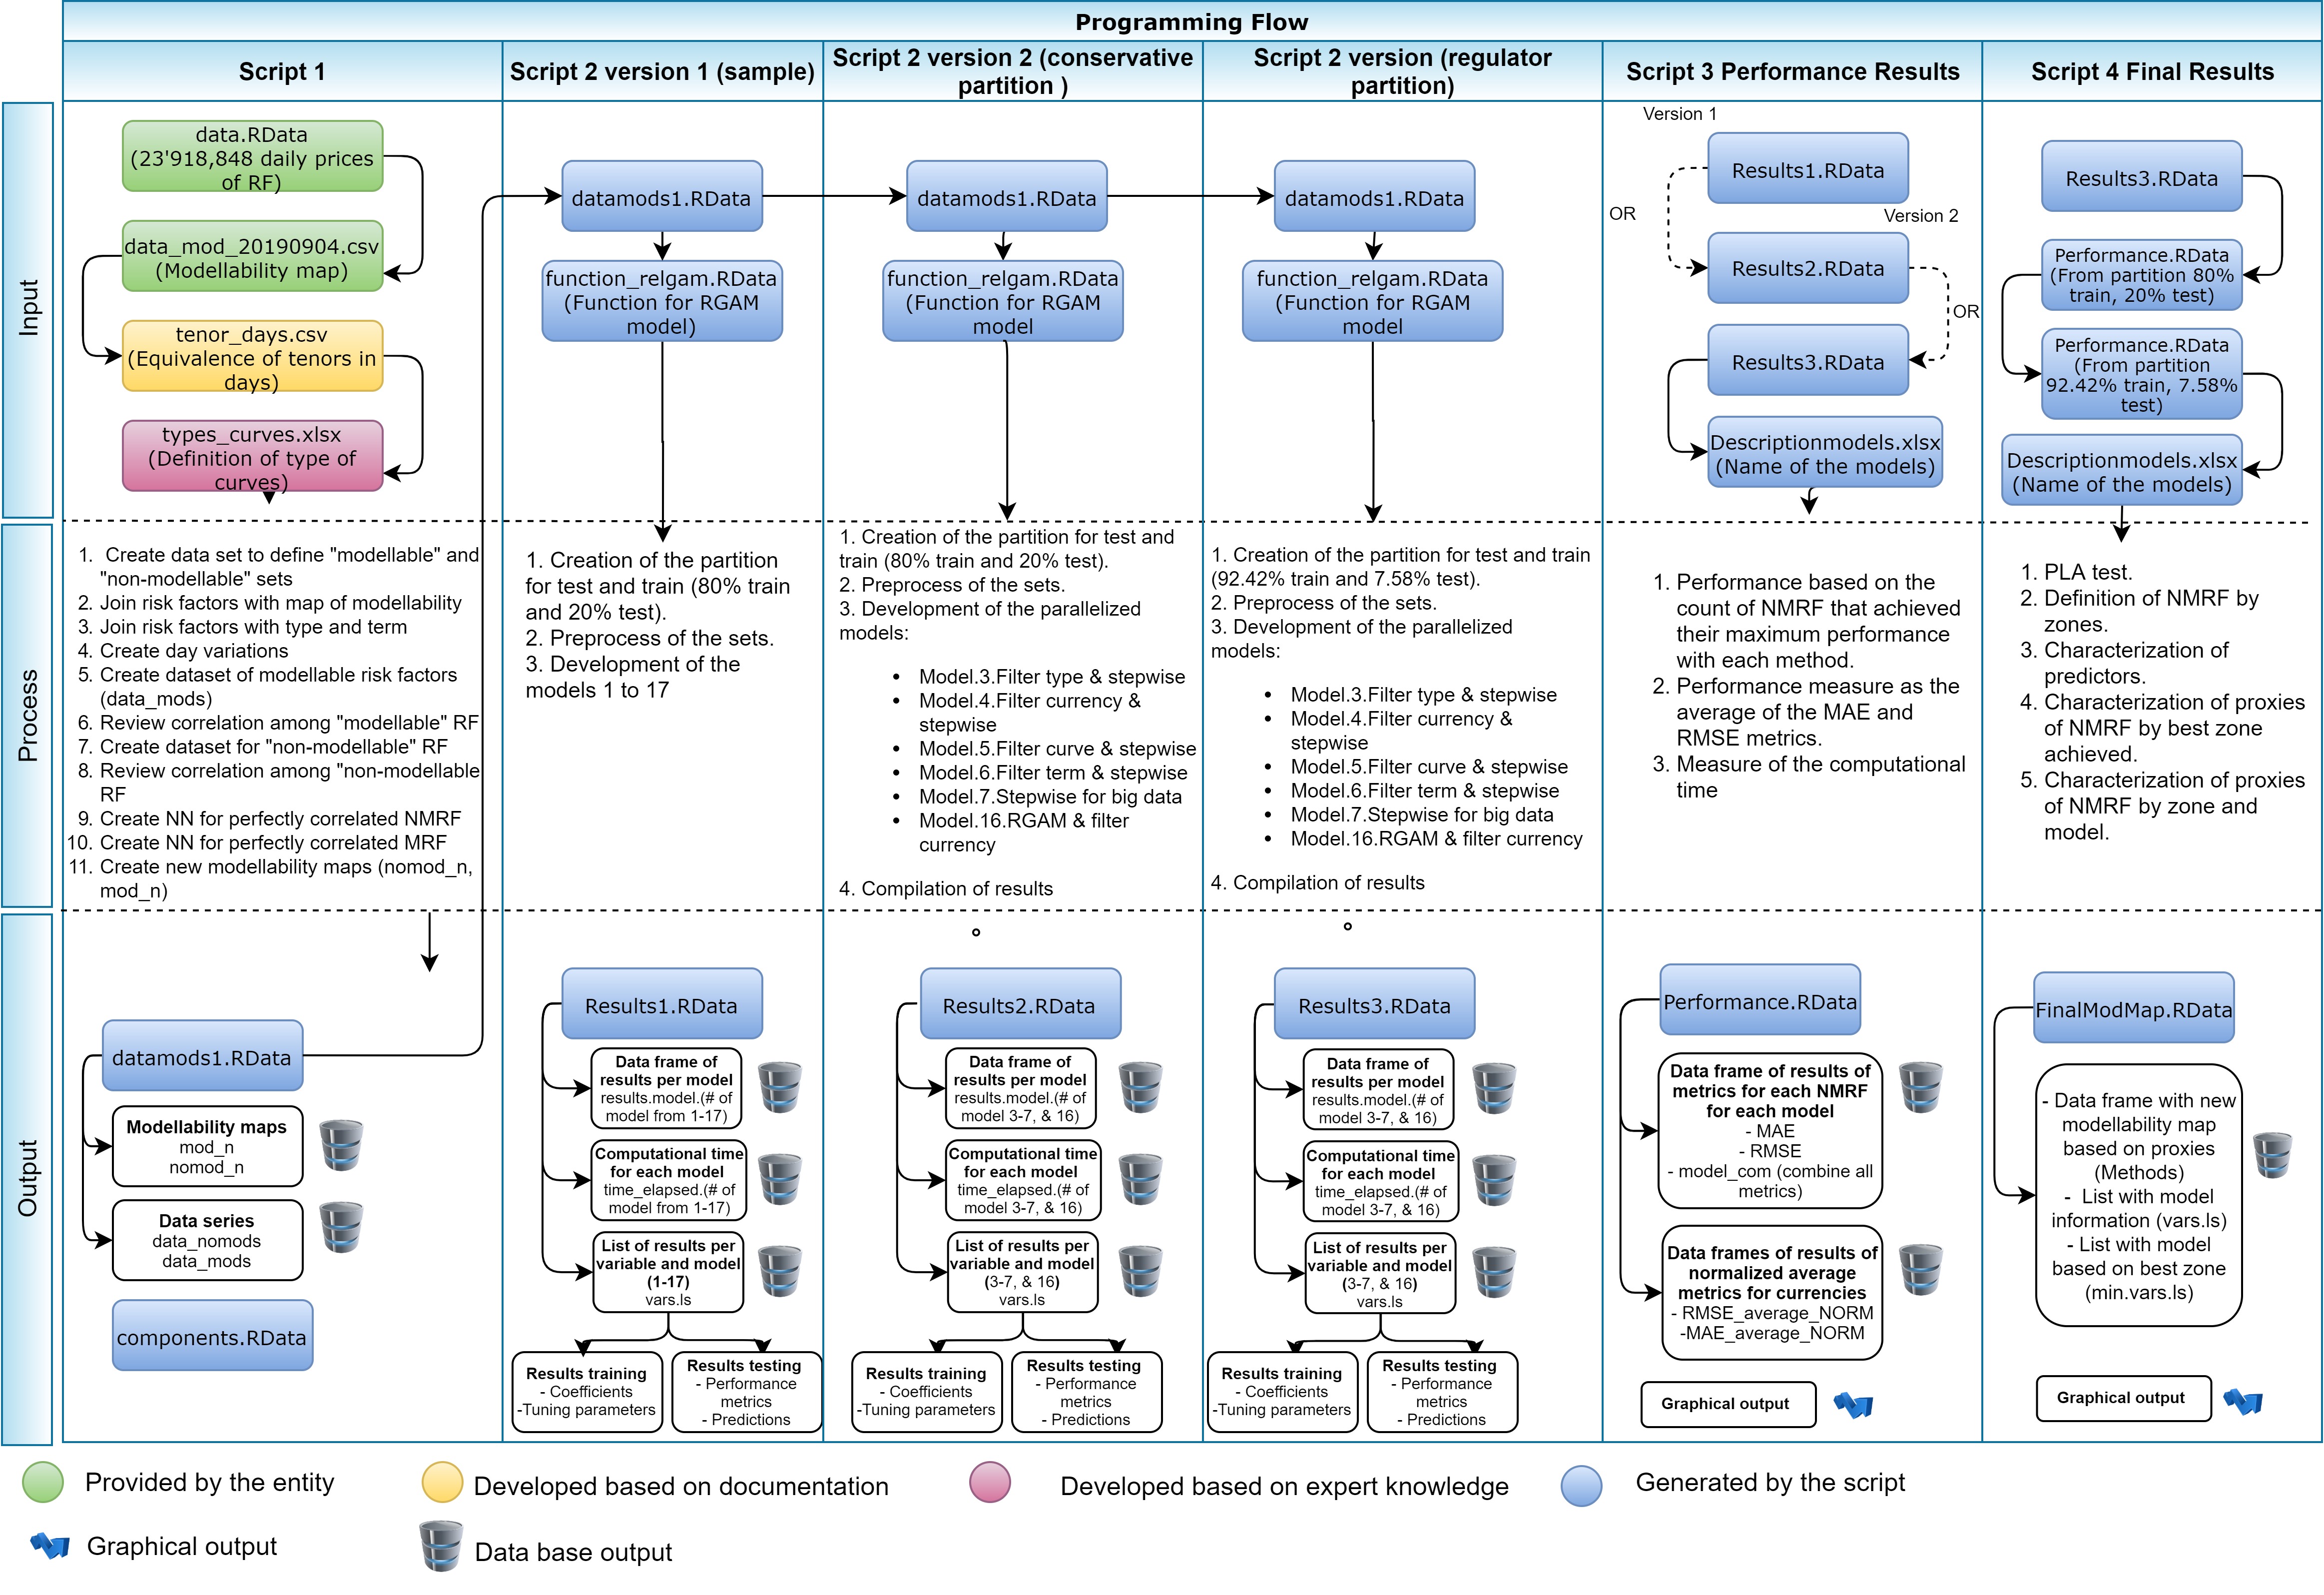 Programming Flow
Script 1
Script 2 version 1 (sample)
Script 2 version 2 (conservative
partition )
Script 2 version (regulator
partition)
Script 3 Performance Results
Script 4 Final Results
Input
data.RData
(23'918,848 daily prices
of RF)
data_mod_20190904.csv
(Modellability map)
tenor_days.csv
(Equivalence of tenors in
days)
types_curves.xlsx
(Definition of type of
curves)
datamods1.RData
function_relgam.RData
(Function for RGAM
model)
datamods1.RData
function_relgam.RData
(Function for RGAM
model
datamods1.RData
function_relgam.RData
(Function for RGAM
model
Version 1
Results1.RData
OR
Version 2
Results2.RData
OR
Results3.RData
Descriptionmodels.xlsx
(Name of the models)
Results3.RData
Performance.RData
(From partition 80%
train, 20% test)
Performance.RData
(From partition
92.42% train, 7.58%
test)
Descriptionmodels.xlsx
(Name of the models)
Process
1. Create data set to define "modellable" and
"non-modellable" sets
2. Join risk factors with map of modellability
3. Join risk factors with type and term
4. Create day variations
5. Create dataset of modellable risk factors
(data_mods)
6. Review correlation among "modellable" RF
7. Create dataset for "non-modellable" RF
8. Review correlation among "non-modellable
RF
9. Create NN for perfectly correlated NMRF
10. Create NN for perfectly correlated MRF
11. Create new modellability maps (nomod_n,
mod_n)
1. Creation of the partition
for test and train (80% train
and 20% test).
2. Preprocess of the sets.
3. Development of the
models 1 to 17
1. Creation of the partition for test and
train (80% train and 20% test).
2. Preprocess of the sets.
3. Development of the parallelized
models:
• Model.3.Filter type & stepwise
• Model.4.Filter currency &
stepwise
• Model.5.Filter curve & stepwise
• Model.6.Filter term & stepwise
• Model.7.Stepwise for big data
• Model.16.RGAM & filter
currency
4. Compilation of results
1. Creation of the partition for test and train
(92.42% train and 7.58% test).
2. Preprocess of the sets.
3. Development of the parallelized
models:
• Model.3.Filter type & stepwise
• Model.4.Filter currency &
stepwise
• Model.5.Filter curve & stepwise
• Model.6.Filter term & stepwise
• Model.7.Stepwise for big data
• Model.16.RGAM & filter currency
4. Compilation of results
1. Performance based on the
count of NMRF that achieved
their maximum performance
with each method.
2. Performance measure as the
average of the MAE and
RMSE metrics.
3. Measure of the computational
time
1. PLA test.
2. Definition of NMRF by
zones.
3. Characterization of
predictors.
4. Characterization of proxies
of NMRF by best zone
achieved.
5. Characterization of proxies
of NMRF by zone and
model.
Output
datamods1.RData
Modellability maps
mod_n
nomod_n
Data series
data_nomods
data_mods
components.RData
Results1.RData
Data frame of
results per model
results.model.(# of
model from 1-17)
Computational time
for each model
time_elapsed.(# of
model from 1-17)
List of results per
variable and model
(1-17)
vars.ls
Results training
- Coefficients
-Tuning parameters
Results testing
- Performance
metrics
- Predictions
Results2.RData
Data frame of
results per model
results.model.(# of
model 3-7, & 16)
Computational time
for each model
time_elapsed.(# of
model 3-7, & 16)
List of results per
variable and model
(3-7, & 16)
vars.ls
Results training
- Coefficients
-Tuning parameters
Results testing
- Performance
metrics
- Predictions
Results3.RData
Data frame of
results per model
results.model.(# of
model 3-7, & 16)
Computational time
for each model
time_elapsed.(# of
model 3-7, & 16)
List of results per
variable and model
(3-7, & 16)
vars.ls
Results training
- Coefficients
-Tuning parameters
Results testing
- Performance
metrics
- Predictions
Performance.RData
Data frame of results of
metrics for each NMRF
for each model
- MAE
- RMSE
- model_com (combine all
metrics)
Data frames of results of
normalized average
metrics for currencies
- RMSE_average_NORM
-MAE_average_NORM
Graphical output
FinalModMap.RData
- Data frame with new
modellability map
based on proxies
(Methods)
- List with model
information (vars.ls)
- List with model
based on best zone
(min.vars.ls)
Graphical output
Provided by the entity
Developed based on documentation
Developed based on expert knowledge
Generated by the script
Graphical output
Data base output